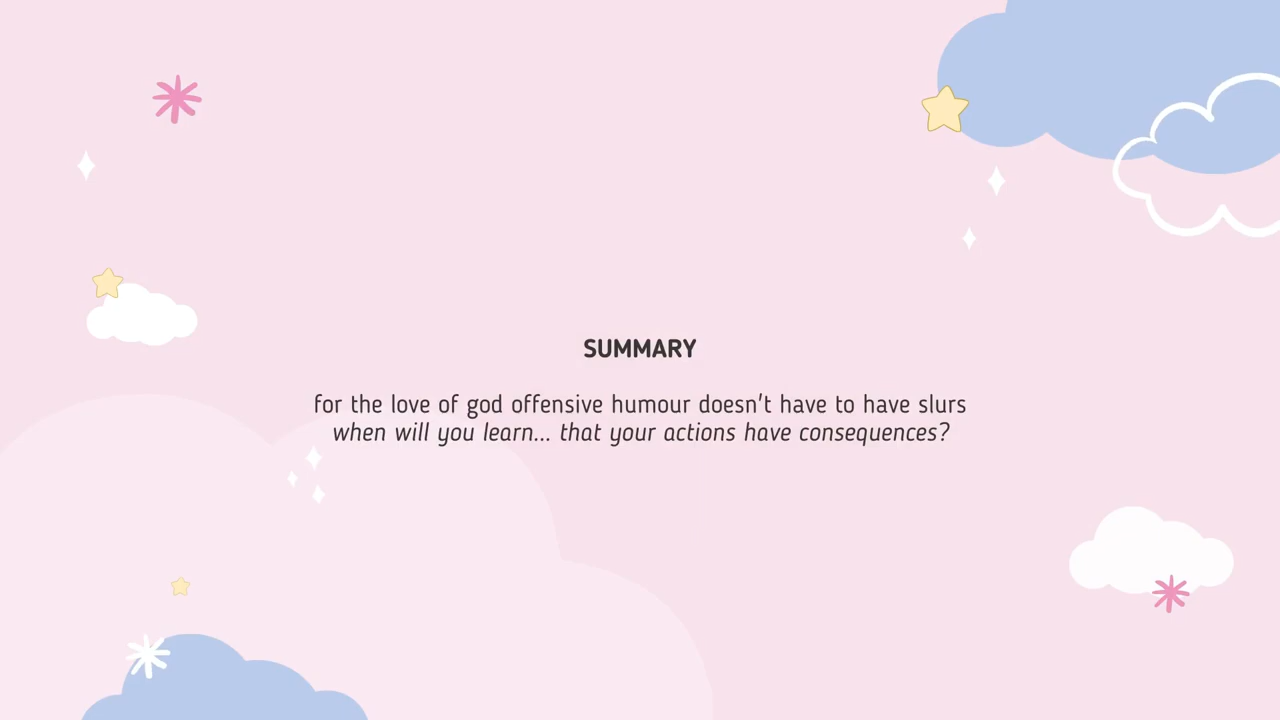 SUMMARY
for the love of god offensive humour doesn't have to have slurs
when will you learn... that your actions have consequences?